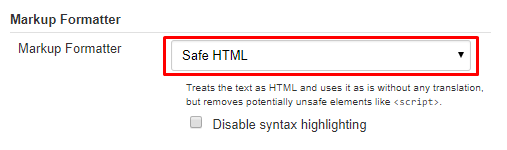 Markup Formatter
Markup Formatter
Safe HTML
Treats the text as HTML and uses it as is without any translation,
but removes potentially unsafe elements like <script>.
Disable syntax highlighting